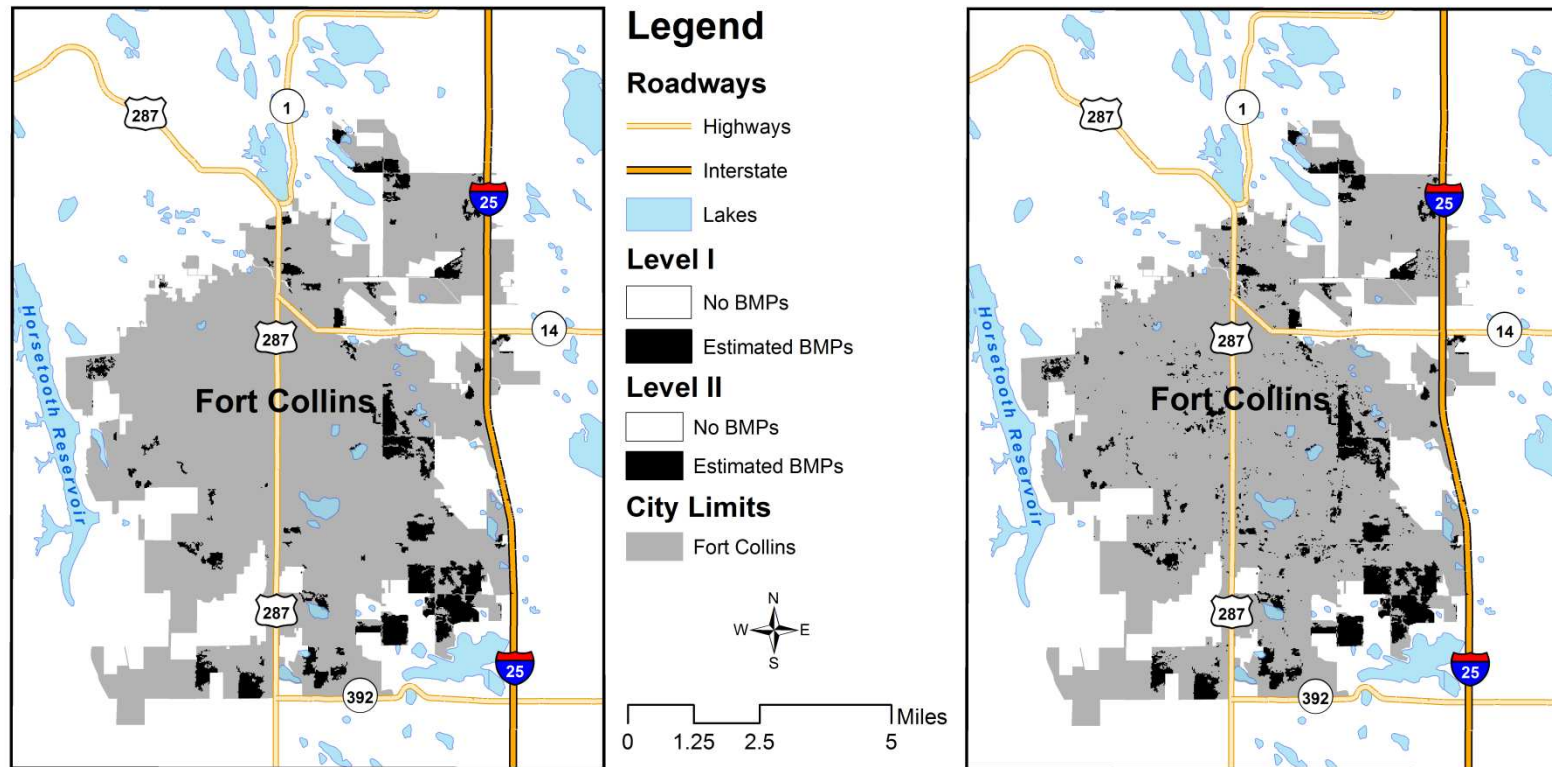 287
1
25
14
287
Fort Collins
Horsetooth Reservoir
287
25
392
Legend
Roadways
Highways
Interstate
Lakes
Level I
No BMPs
Estimated BMPs
Level II
No BMPs
Estimated BMPs
City Limits
Fort Collins
N
W E
S
Miles
0 1.25 2.5 5
287
1
25
14
287
Fort Collins
Horsetooth Reservoir
287
25
392